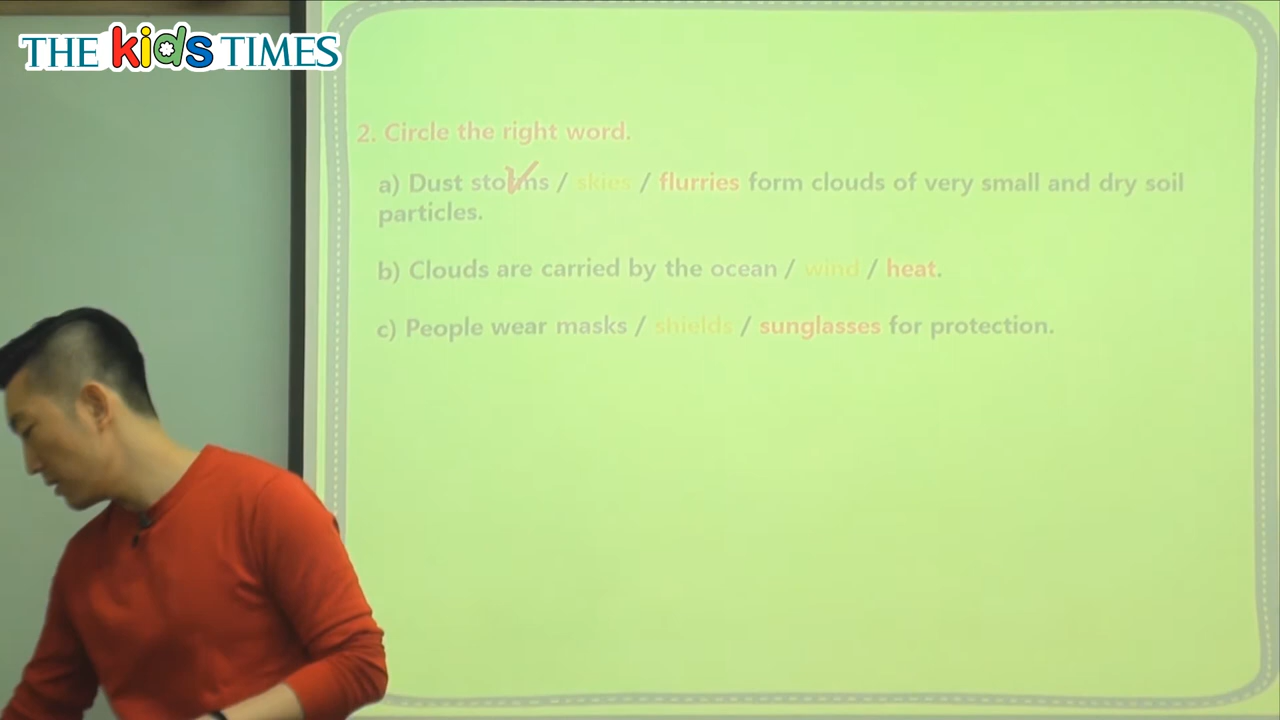 THE kids TIMES
2. Circle the right word.
a) Dust storms / skies / flurries form clouds of very small and dry soil
particles.
b) Clouds are carried by the ocean / wind / heat.
c) People wear masks / shields / sunglasses for protection.